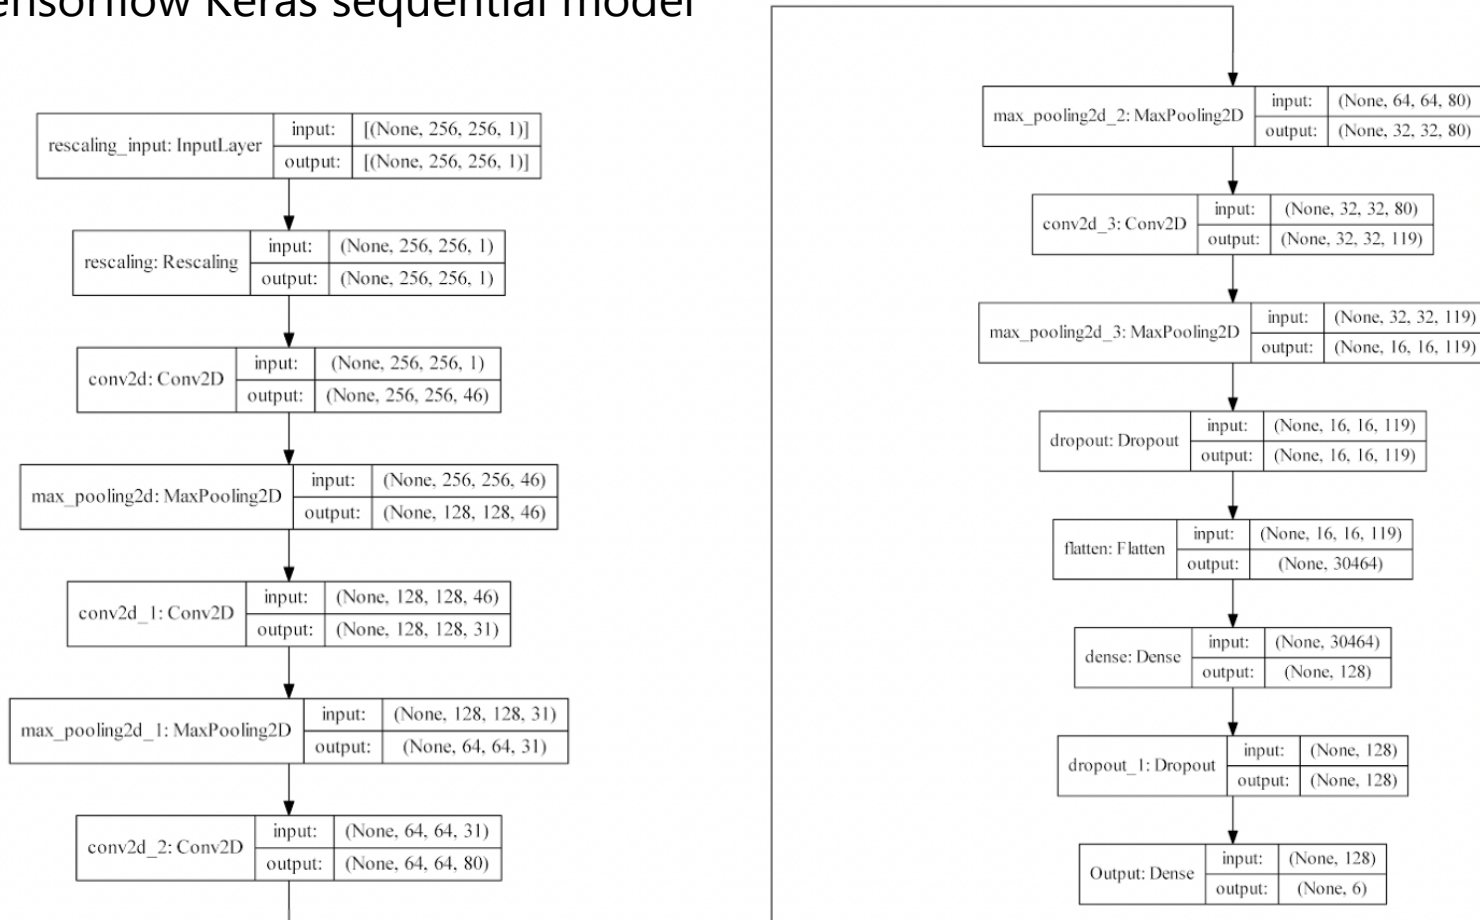 ensorflow Keras sequential model
rescaling_input: InputLayer
input: [(None, 256, 256, 1)]
output: [(None, 256, 256, 1)]
rescaling: Rescaling
input: (None, 256, 256, 1)
output: (None, 256, 256, 1)
conv2d: Conv2D
input: (None, 256, 256, 1)
output: (None, 256, 256, 46)
max_pooling2d: MaxPooling2D
input: (None, 256, 256, 46)
output: (None, 128, 128, 46)
conv2d_1: Conv2D
input: (None, 128, 128, 46)
output: (None, 128, 128, 31)
max_pooling2d_1: MaxPooling2D
input: (None, 128, 128, 31)
output: (None, 64, 64, 31)
conv2d_2: Conv2D
input: (None, 64, 64, 31)
output: (None, 64, 64, 80)
max_pooling2d_2: MaxPooling2D
input: (None, 64, 64, 80)
output: (None, 32, 32, 80)
conv2d_3: Conv2D
input: (None, 32, 32, 80)
output: (None, 32, 32, 119)
max_pooling2d_3: MaxPooling2D
input: (None, 32, 32, 119)
output: (None, 16, 16, 119)
dropout: Dropout
input: (None, 16, 16, 119)
output: (None, 16, 16, 119)
flatten: Flatten
input: (None, 16, 16, 119)
output: (None, 30464)
dense: Dense
input: (None, 30464)
output: (None, 128)
dropout_1: Dropout
input: (None, 128)
output: (None, 128)
Output: Dense
input: (None, 128)
output: (None, 6)